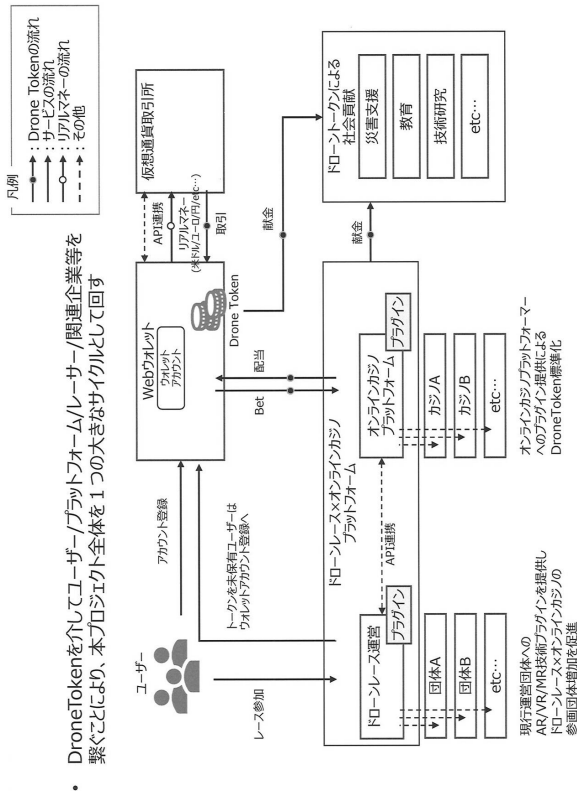 • DroneTokenを介してユーザー/プラットフォーム/レーサー/関連企業等を
繋ぐことにより、本プロジェクト全体を１つの大きなサイクルとして回す
凡例
：Drone Tokenの流れ
：サービスの流れ
：リアルマネーの流れ
：その他
ユーザー
アカウント登録
トークンを未保有ユーザーは
ウォレットアカウント登録へ
レース参加
Webウォレット
ウォレット
アカウント
Drone Token
API連携
リアルマネー
(米ドル/ユーロ/円/etc…)
取引
仮想通貨取引所
Bet
配当
献金
ドローンレース×オンラインカジノ
プラットフォーム
ドローンレース運営
プラグイン
API連携
オンラインカジノ
プラットフォーム
プラグイン
献金
団体A
団体B
etc…
カジノA
カジノB
etc…
ドローントークンによる
社会貢献
災害支援
教育
技術研究
etc…
現行運営団体への
AR/VR/MR技術プラグインを提供し
ドローンレース×オンラインカジノの
参画団体増加を促進
オンラインカジノプラットフォーマー
へのプラグイン提供による
DroneToken標準化